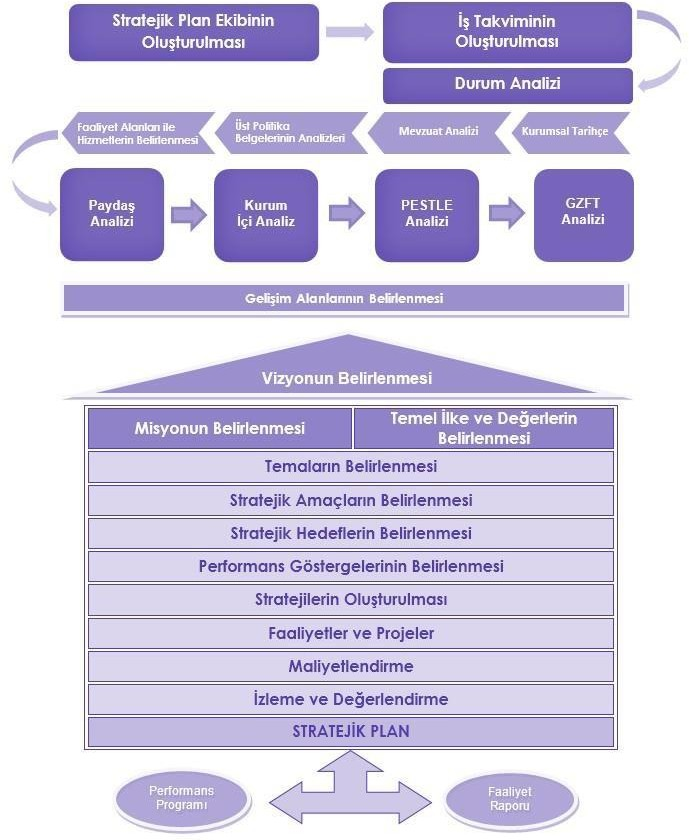 Stratejik Plan Ekibinin
Oluşturulması
İş Takviminin
Oluşturulması
Durum Analizi
Faaliyet Alanları ile
Hizmetlerin Belirlenmesi
Üst Politika
Belgelerinin Analizleri
Mevzuat Analizi
Kurumsal Tarihçe
Paydaş
Analizi
Kurum
İçi Analiz
PESTLE
Analizi
GZFT
Analizi
Gelişim Alanlarının Belirlenmesi
Vizyonun Belirlenmesi
Misyonun Belirlenmesi
Temel İlke ve Değerlerin
Belirlenmesi
Temaların Belirlenmesi
Stratejik Amaçların Belirlenmesi
Stratejik Hedeflerin Belirlenmesi
Performans Göstergelerinin Belirlenmesi
Stratejilerin Oluşturulması
Faaliyetler ve Projeler
Maliyetlendirme
İzleme ve Değerlendirme
STRATEJİK PLAN
Performans
Programı
Faaliyet
Raporu